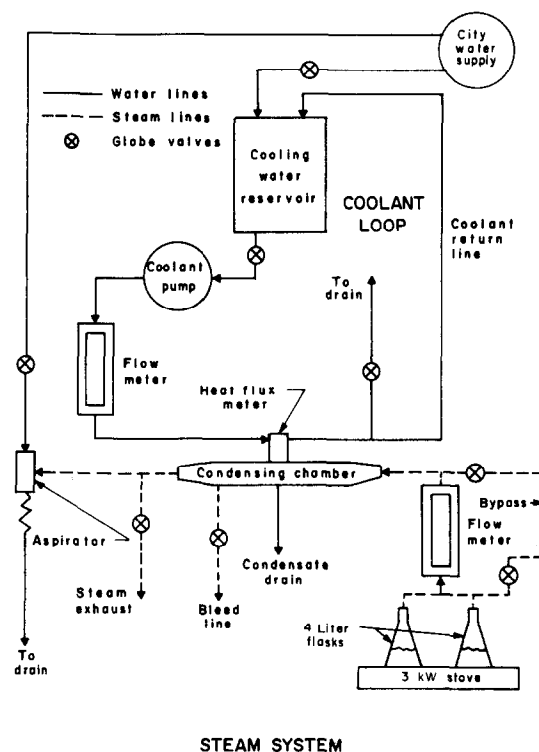 City
water
supply
Water lines
Steam lines
Globe valves
Cooling
water
reservoir
COOLANT
LOOP
Coolant
return
line
Coolant
pump
To
drain
Flow
meter
Heat flux
meter
Condensing chamber
Bypass
Flow
meter
Aspirator
Steam
exhaust
Bleed
line
Condensate
drain
4 Liter
flasks
To
drain
3 kW stove
STEAM SYSTEM